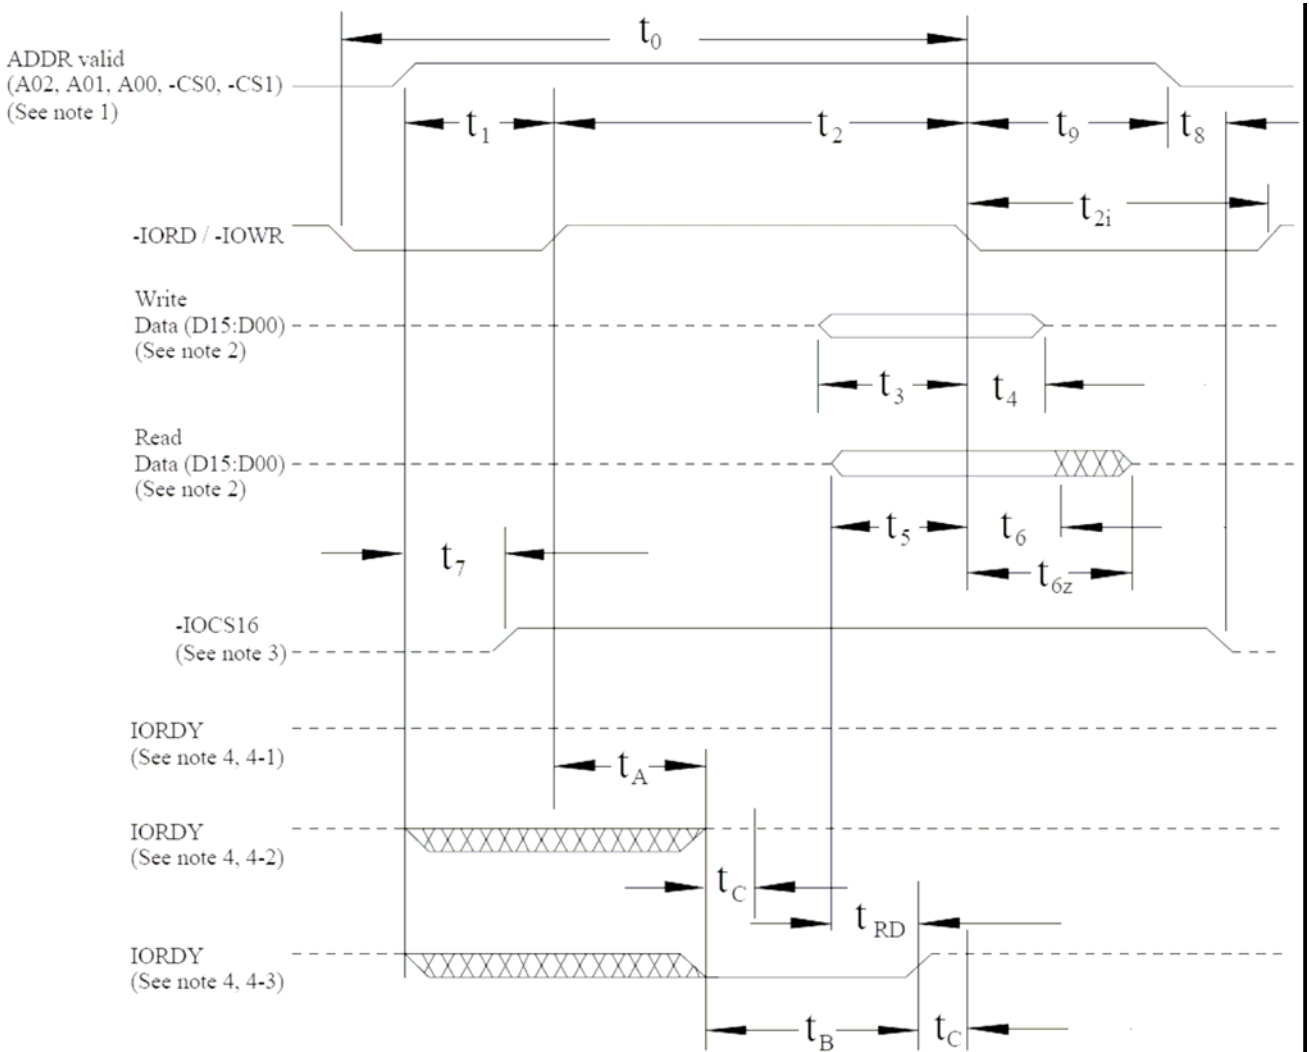 t0
ADDR valid
(A02, A01, A00, -CS0, -CS1)
(See note 1)
t1
t2
t9
t8
t2i
-IORD / -IOWR
Write
Data (D15:D00)
(See note 2)
t3
t4
Read
Data (D15:D00)
(See note 2)
t5
t6
t7
t6z
-IOCS16
(See note 3)
IORDY
(See note 4, 4-1)
tA
IORDY
(See note 4, 4-2)
tC
tRD
IORDY
(See note 4, 4-3)
tB
tC